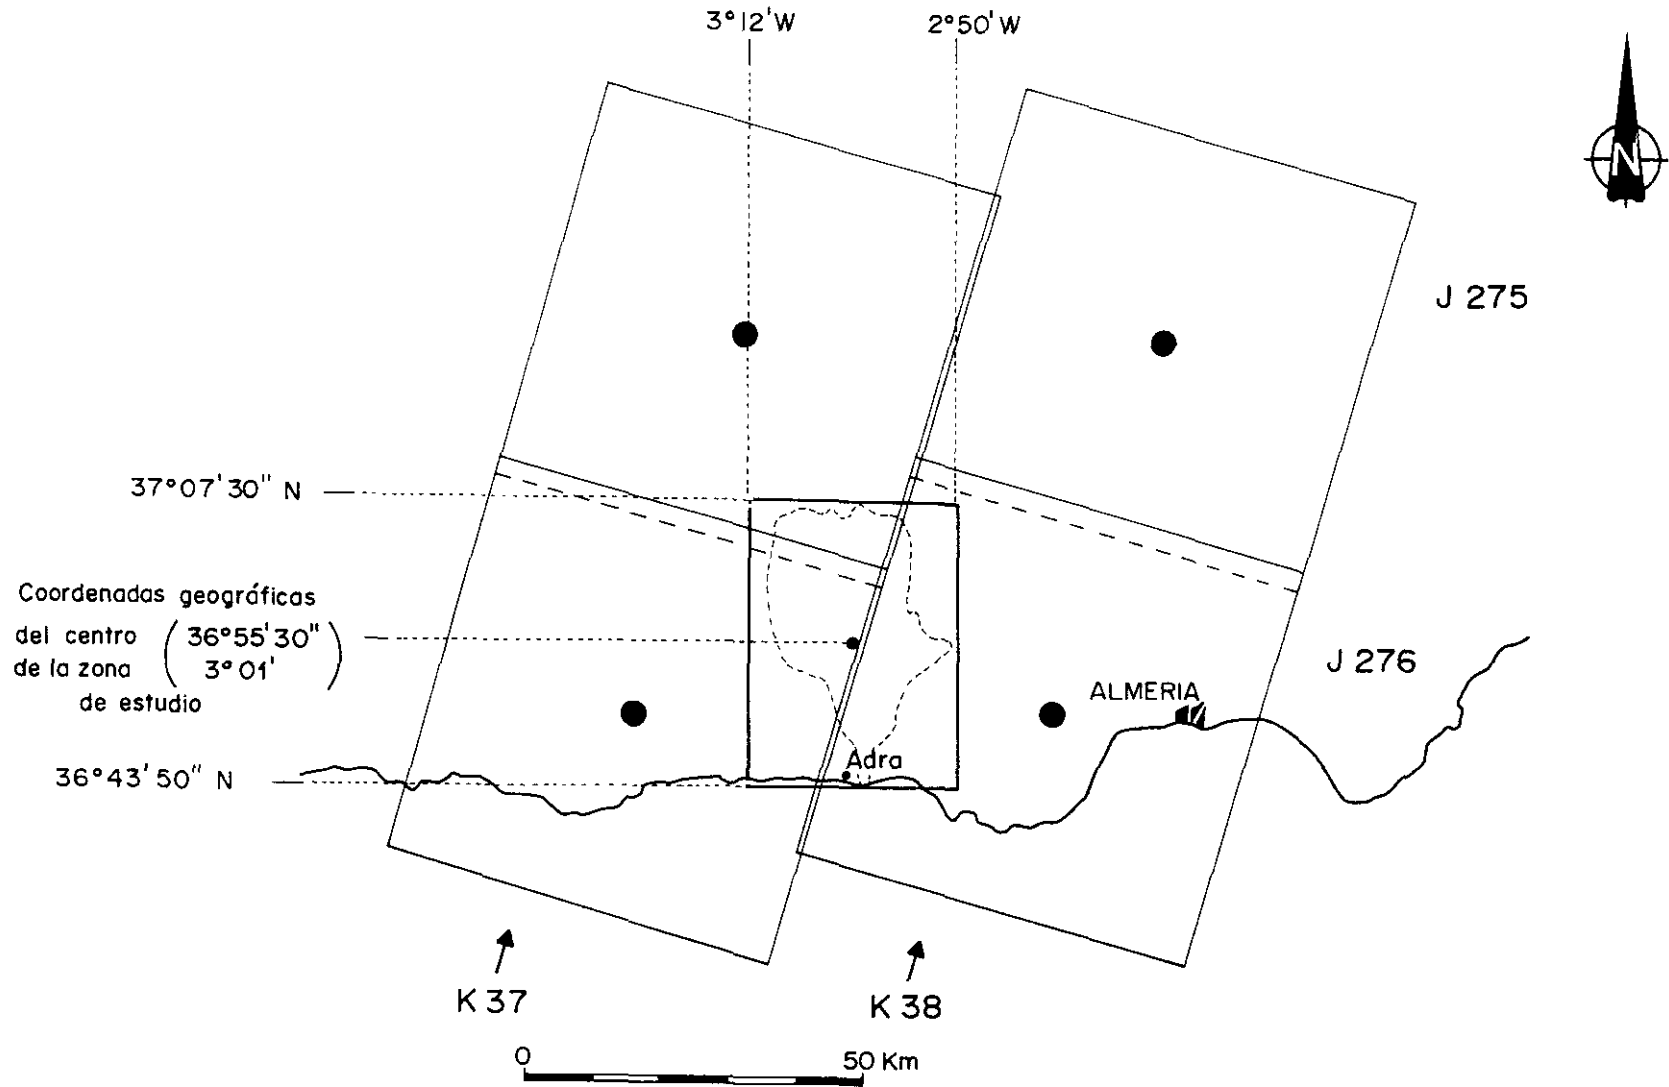 3°12'W
2°50'W
N
J 275
37°07'30" N
Coordenadas geográficas
del centro
de la zona
de estudio
36°55'30"
3°01'
J 276
ALMERIA
Adra
36°43'50" N
K 37
K 38
0
50 Km